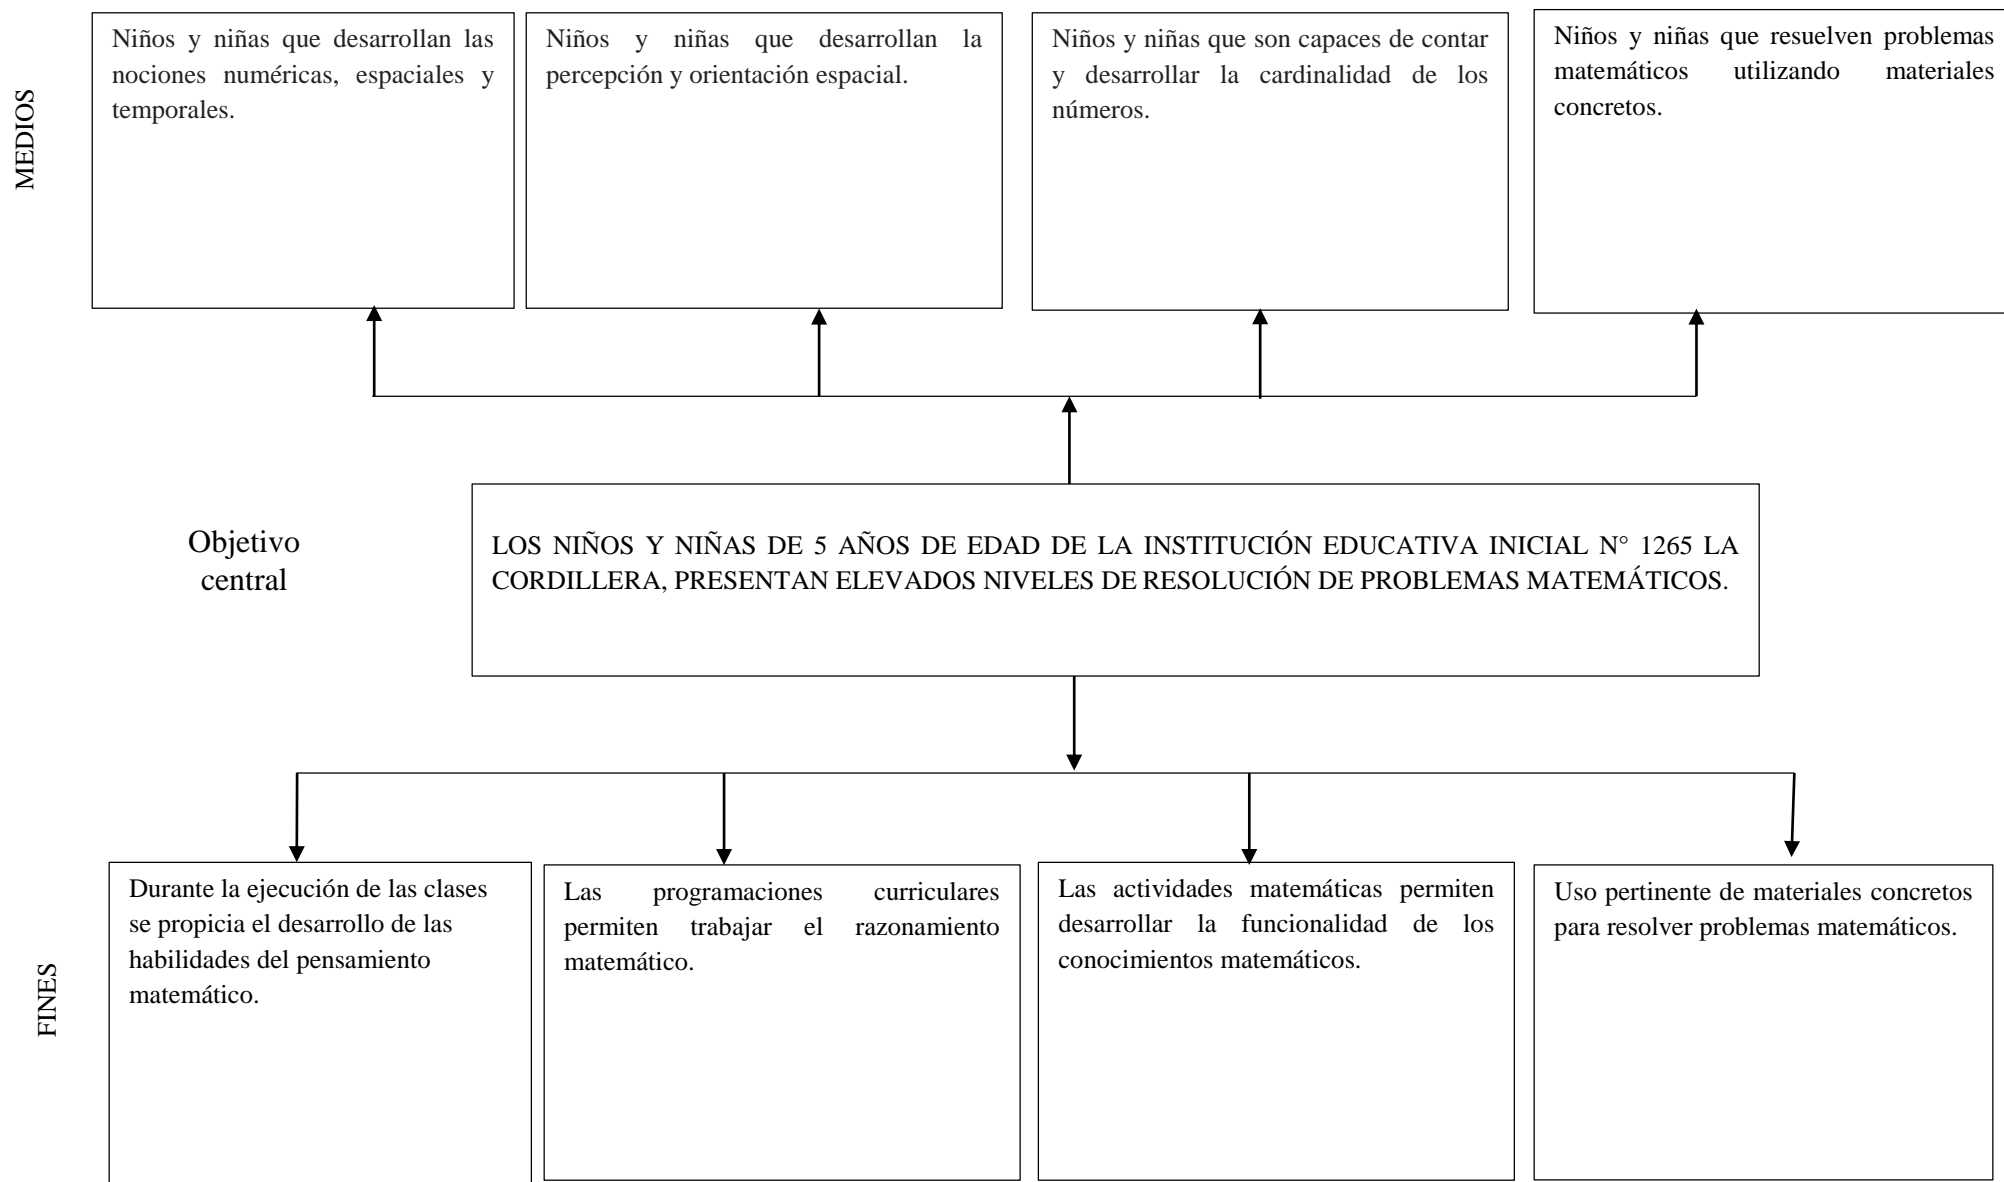 MEDIOS
Niños y niñas que desarrollan las
nociones numéricas, espaciales y
temporales.
Niños y niñas que desarrollan la
percepción y orientación espacial.
Niños y niñas que son capaces de contar
y desarrollar la cardinalidad de los
números.
Niños y niñas que resuelven problemas
matemáticos utilizando materiales
concretos.
Objetivo
central
LOS NIÑOS Y NIÑAS DE 5 AÑOS DE EDAD DE LA INSTITUCIÓN EDUCATIVA INICIAL N° 1265 LA
CORDILLERA, PRESENTAN ELEVADOS NIVELES DE RESOLUCIÓN DE PROBLEMAS MATEMÁTICOS.
FINES
Durante la ejecución de las clases
se propicia el desarrollo de las
habilidades del pensamiento
matemático.
Las programaciones curriculares
permiten trabajar el razonamiento
matemático.
Las actividades matemáticas permiten
desarrollar la funcionalidad de los
conocimientos matemáticos.
Uso pertinente de materiales concretos
para resolver problemas matemáticos.